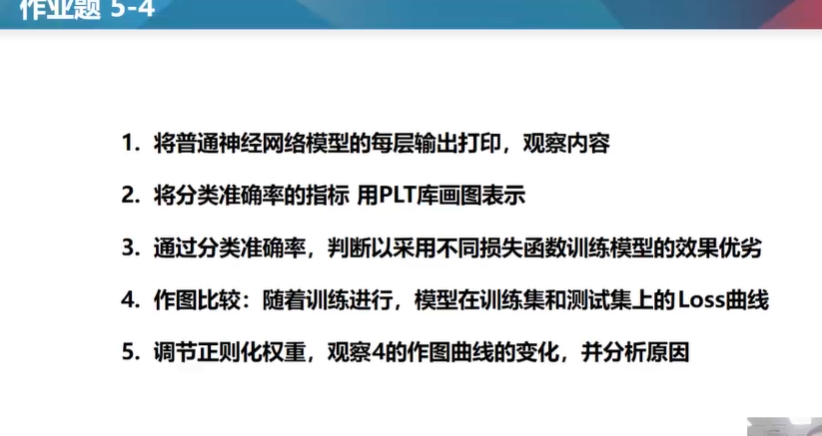 作业题 5-4
1. 将普通神经网络模型的每层输出打印，观察内容
2. 将分类准确率的指标 用PLT库画图表示
3. 通过分类准确率，判断以采用不同损失函数训练模型的效果优劣
4. 作图比较：随着训练进行，模型在训练集和测试集上的Loss曲线
5. 调节正则化权重，观察4的作图曲线的变化，并分析原因